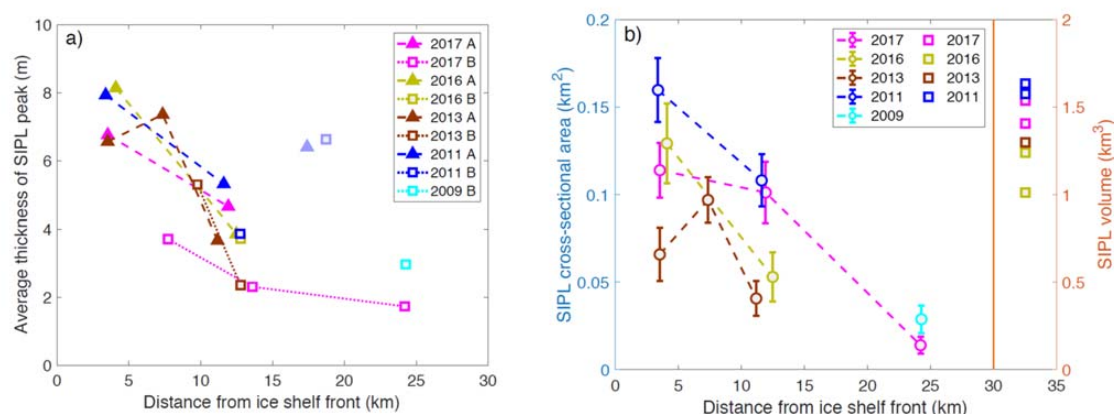 a)
Average thickness of SIPL peak (m)
10
8
6
4
2
0
0 5 10 15 20 25 30
Distance from ice shelf front (km)
2017 A
2017 B
2016 A
2016 B
2013 A
2013 B
2011 A
2011 B
2009 B
b)
SIPL cross-sectional area (km²)
0.2
0.15
0.1
0.05
0
0 5 10 15 20 25 30 35
Distance from ice shelf front (km)
2017 2017
2016 2016
2013 2013
2011 2011
2009
2
1.5
1
0.5
0
SIPL volume (km³)